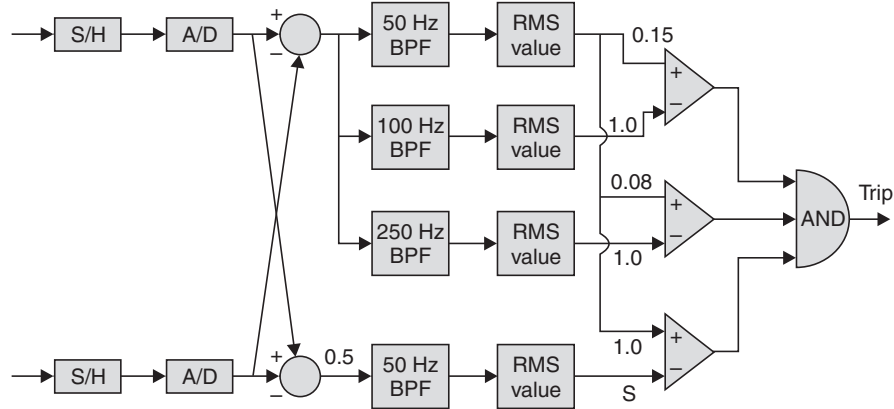 S/H
A/D
+
−
50 Hz
BPF
RMS
value
0.15
+
−
100 Hz
BPF
RMS
value
1.0
0.08
+
−
AND
Trip
250 Hz
BPF
RMS
value
1.0
S/H
A/D
+
−
0.5
50 Hz
BPF
RMS
value
1.0
S
+
−